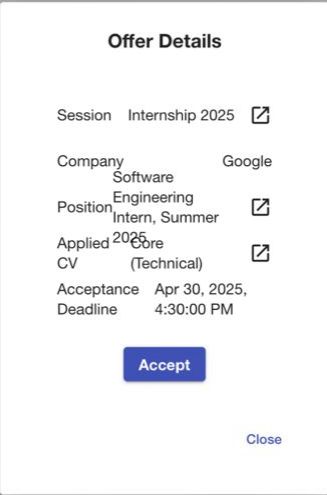 Offer Details
Session Internship 2025
Company Google
Position Software
Engineering
Intern, Summer
2025
Applied CV Core
(Technical)
Acceptance Deadline Apr 30, 2025,
4:30:00 PM
Accept
Close